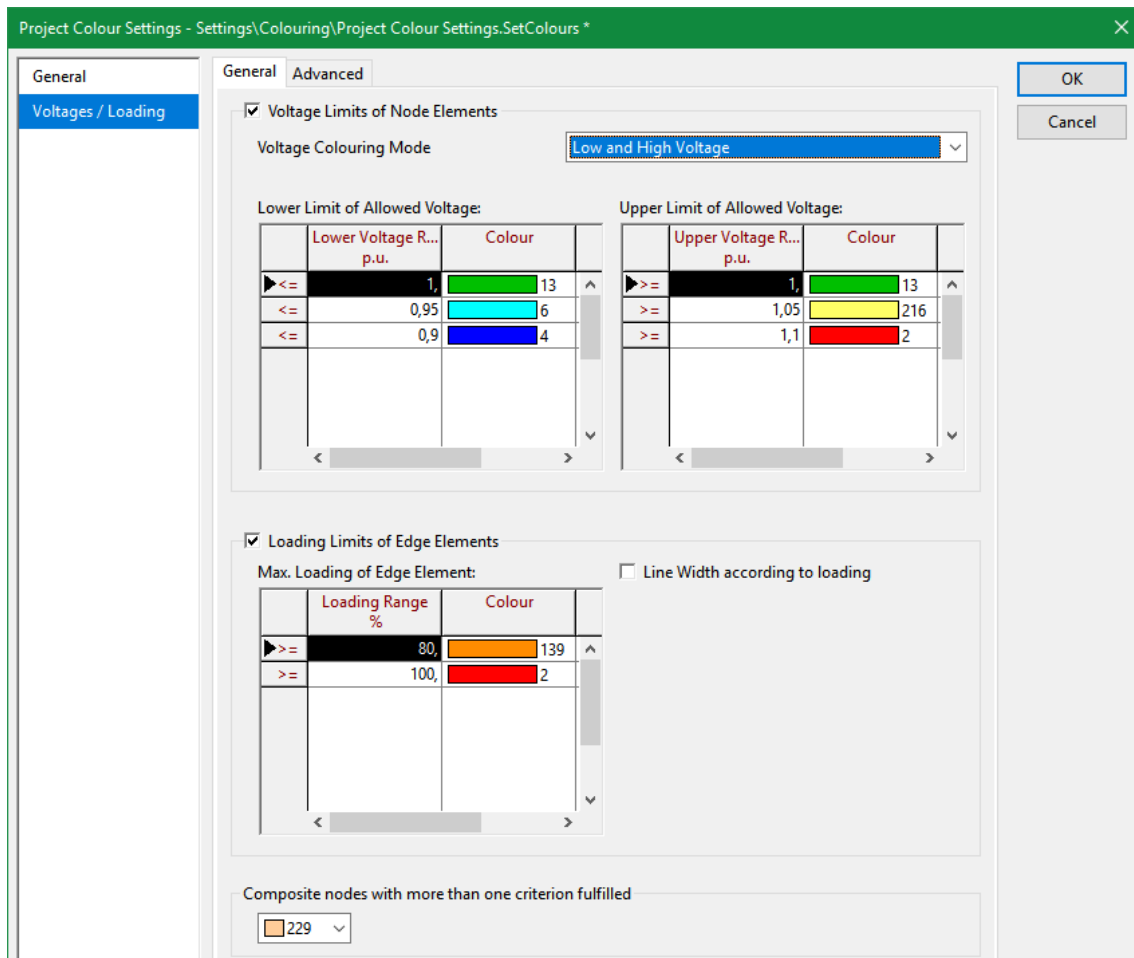 Project Colour Settings - Settings\Colouring\Project Colour Settings.SetColours *
General
Voltages / Loading
General Advanced
OK
Cancel
Voltage Limits of Node Elements
Voltage Colouring Mode Low and High Voltage
Lower Limit of Allowed Voltage:
Lower Voltage R... Colour
p.u.
<= 1, 13
<= 0,95 6
<= 0,9 4
Upper Limit of Allowed Voltage:
Upper Voltage R... Colour
p.u.
>= 1, 13
>= 1,05 216
>= 1,1 2
Loading Limits of Edge Elements
Max. Loading of Edge Element:
Line Width according to loading
Loading Range Colour
%
>= 80, 139
>= 100, 2
Composite nodes with more than one criterion fulfilled
229